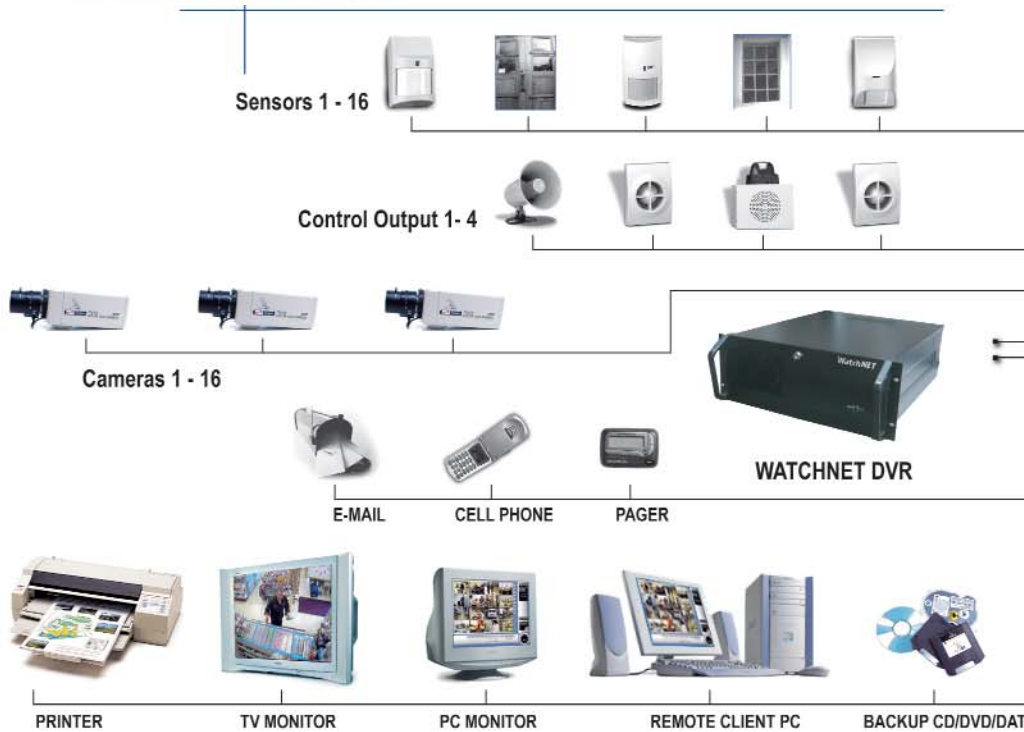 Sensors 1 - 16
Control Output 1- 4
Cameras 1 - 16
WatchNET
WATCHNET DVR
E-MAIL
CELL PHONE
PAGER
PRINTER
TV MONITOR
PC MONITOR
REMOTE CLIENT PC
BACKUP CD/DVD/DAT